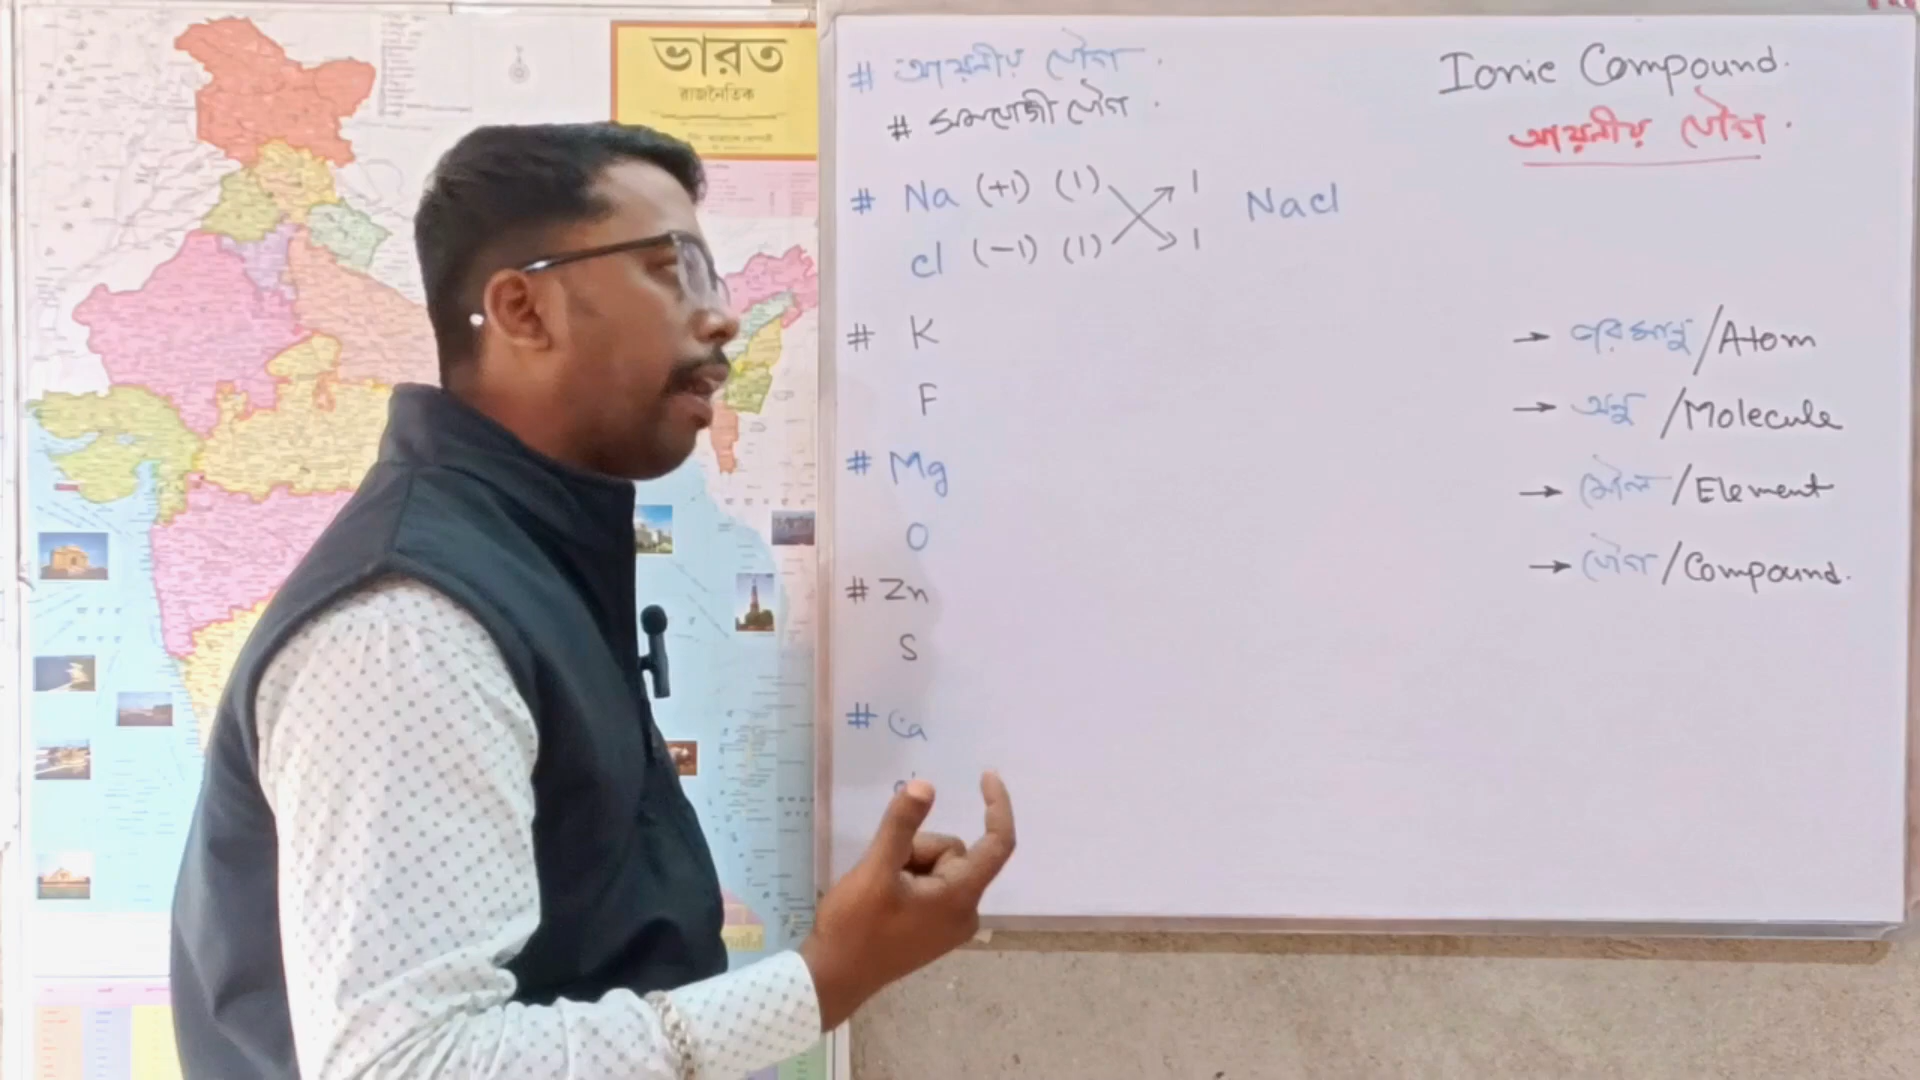 ভারত
রাজনৈতিক
# আয়নীয় যৌগ .
# সমযোজী যৌগ .
# Na (+1) (1) 1 Nacl
cl (-1) (1) 1
# K
F
# Mg
O
# Zn
S
# Ca
Ionic Compound.
আয়নীয় যৌগ .
→ পরমানু / Atom
→ অনু / Molecule
→ মৌল / Element
→ যৌগ / Compound.